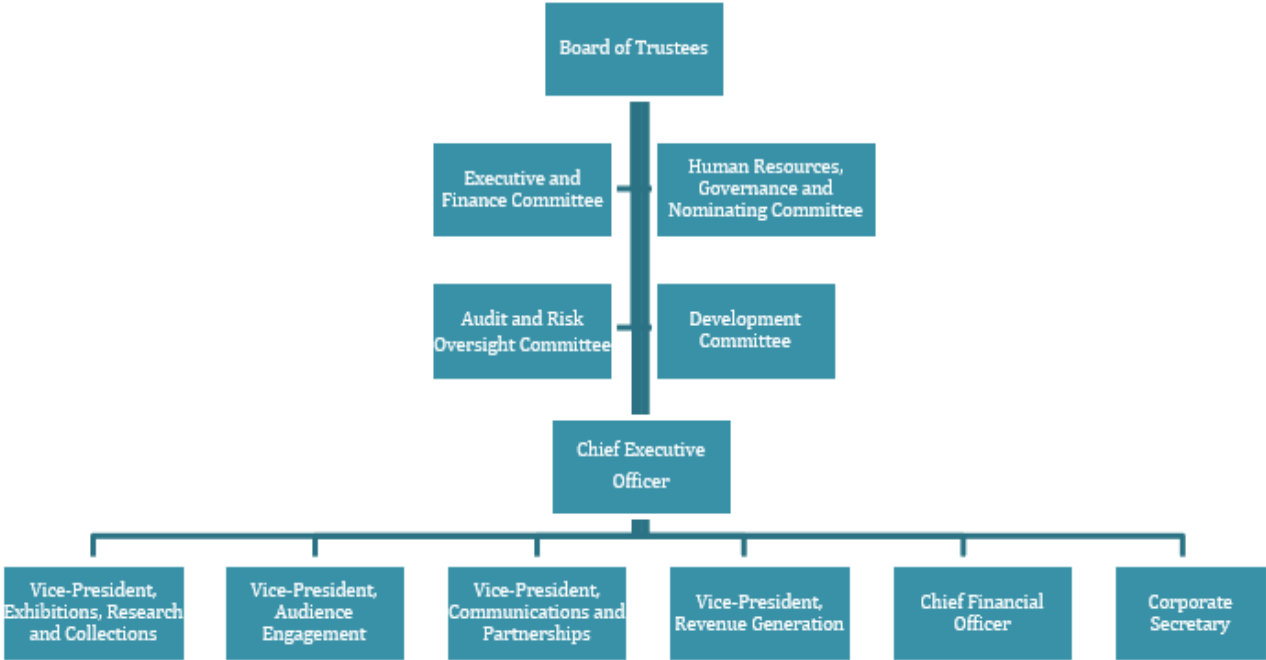 Board of Trustees
Executive and
Finance Committee
Human Resources,
Governance and
Nominating Committee
Audit and Risk
Oversight Committee
Development
Committee
Chief Executive
Officer
Vice-President,
Exhibitions, Research
and Collections
Vice-President,
Audience
Engagement
Vice-President,
Communications and
Partnerships
Vice-President,
Revenue Generation
Chief Financial
Officer
Corporate
Secretary